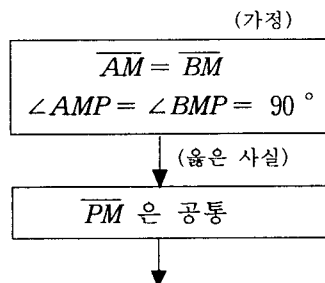 (가정)
AM = BM
∠AMP = ∠BMP = 90°
(옳은 사실)
PM 은 공통